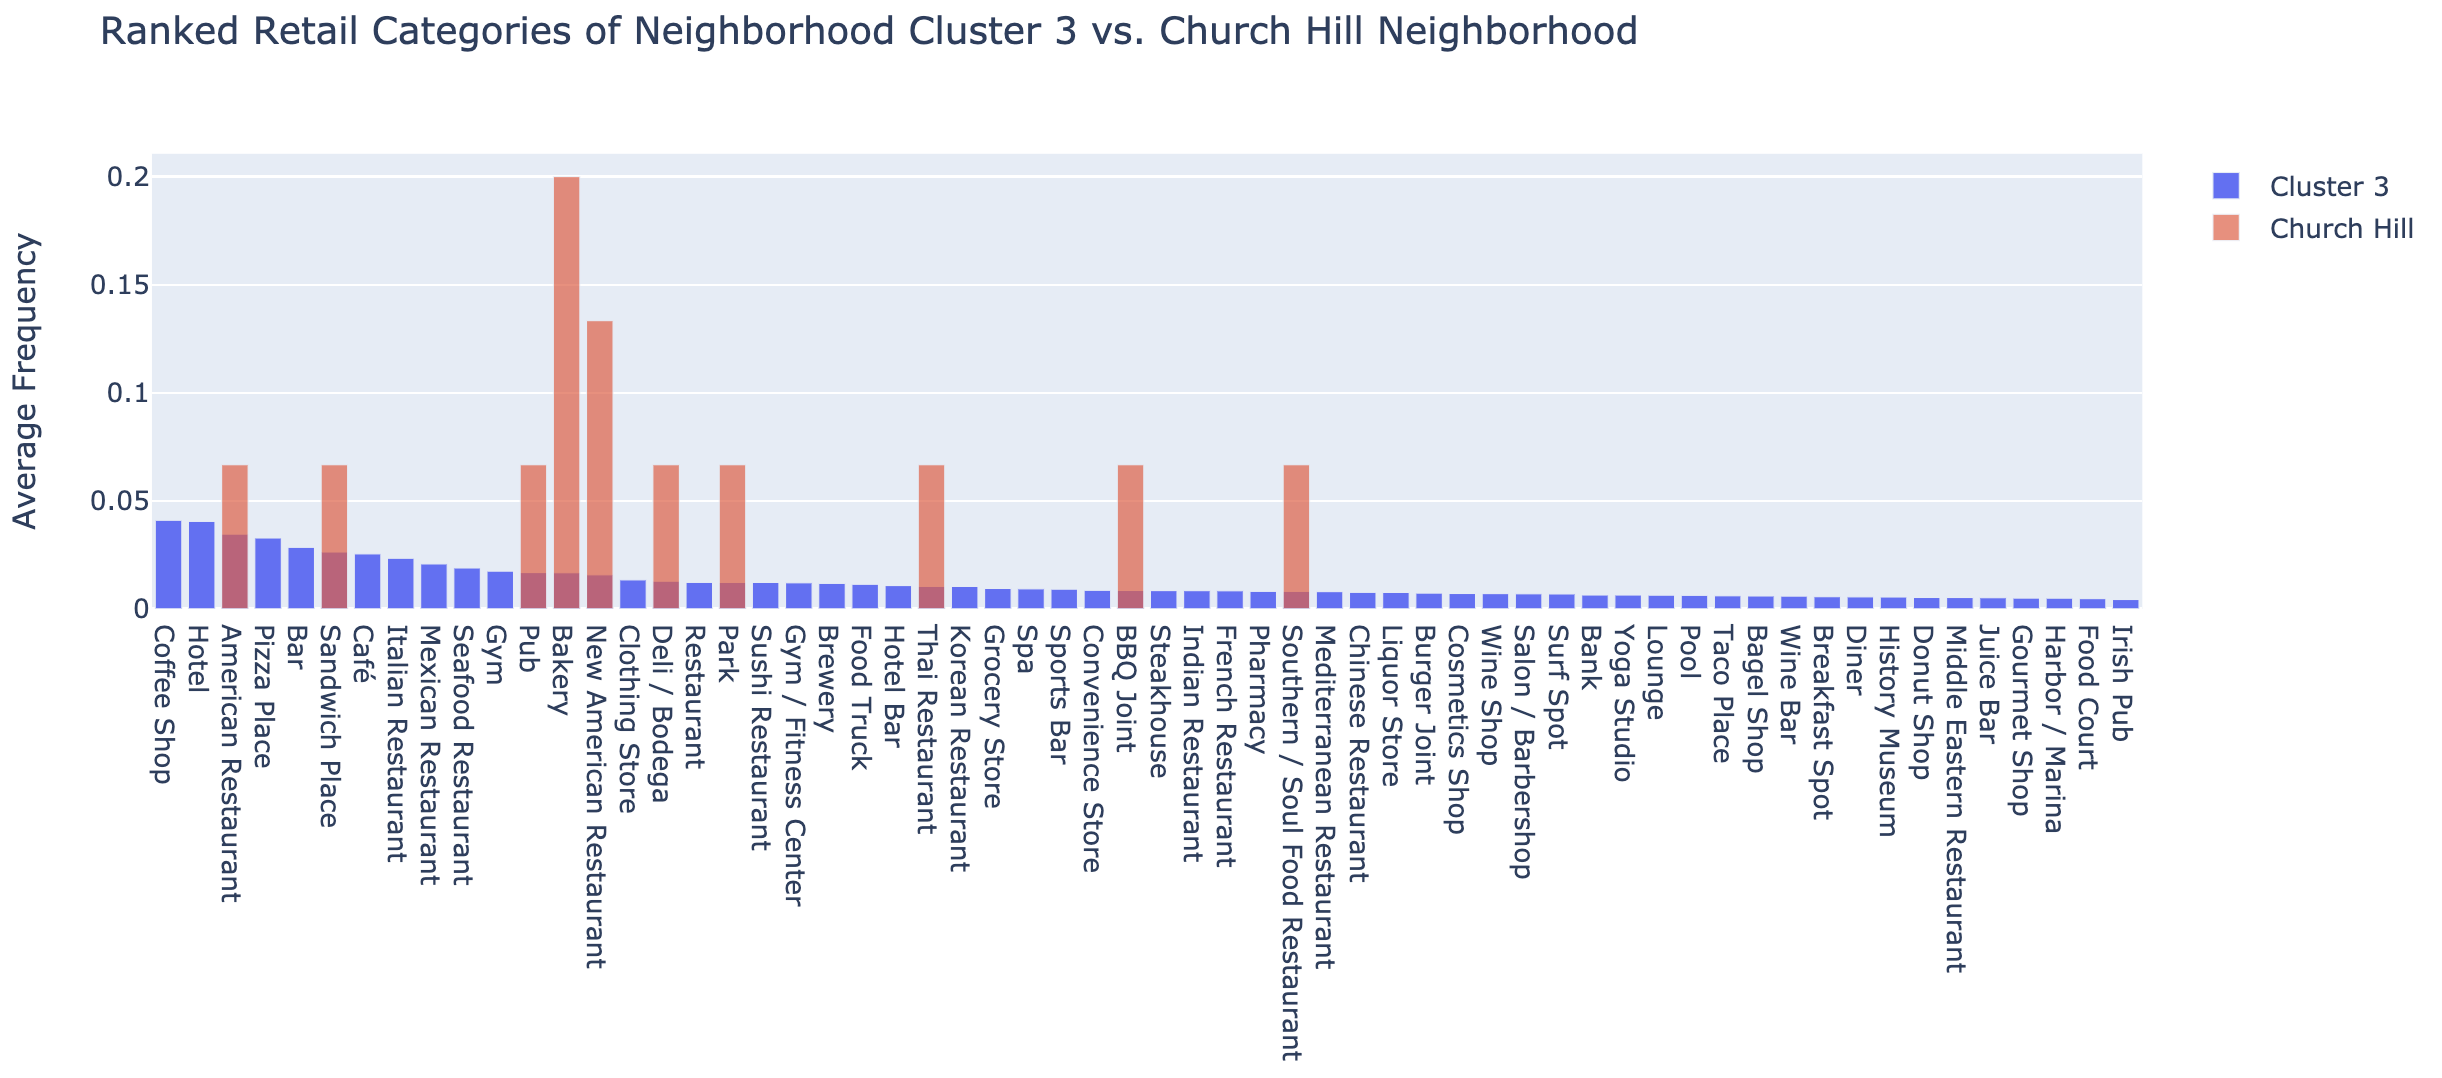 Ranked Retail Categories of Neighborhood Cluster 3 vs. Church Hill Neighborhood
Cluster 3
Church Hill
Average Frequency
0.2
0.15
0.1
0.05
0
Coffee Shop
Hotel
American Restaurant
Pizza Place
Bar
Sandwich Place
Café
Italian Restaurant
Mexican Restaurant
Seafood Restaurant
Gym
Pub
Bakery
New American Restaurant
Clothing Store
Deli / Bodega
Restaurant
Park
Sushi Restaurant
Gym / Fitness Center
Brewery
Food Truck
Hotel Bar
Thai Restaurant
Korean Restaurant
Grocery Store
Spa
Sports Bar
Convenience Store
BBQ Joint
Steakhouse
Indian Restaurant
French Restaurant
Pharmacy
Southern / Soul Food Restaurant
Mediterranean Restaurant
Chinese Restaurant
Liquor Store
Burger Joint
Cosmetics Shop
Wine Shop
Salon / Barbershop
Surf Spot
Bank
Yoga Studio
Lounge
Pool
Taco Place
Bagel Shop
Wine Bar
Breakfast Spot
Diner
History Museum
Donut Shop
Middle Eastern Restaurant
Juice Bar
Gourmet Shop
Harbor / Marina
Food Court
Irish Pub